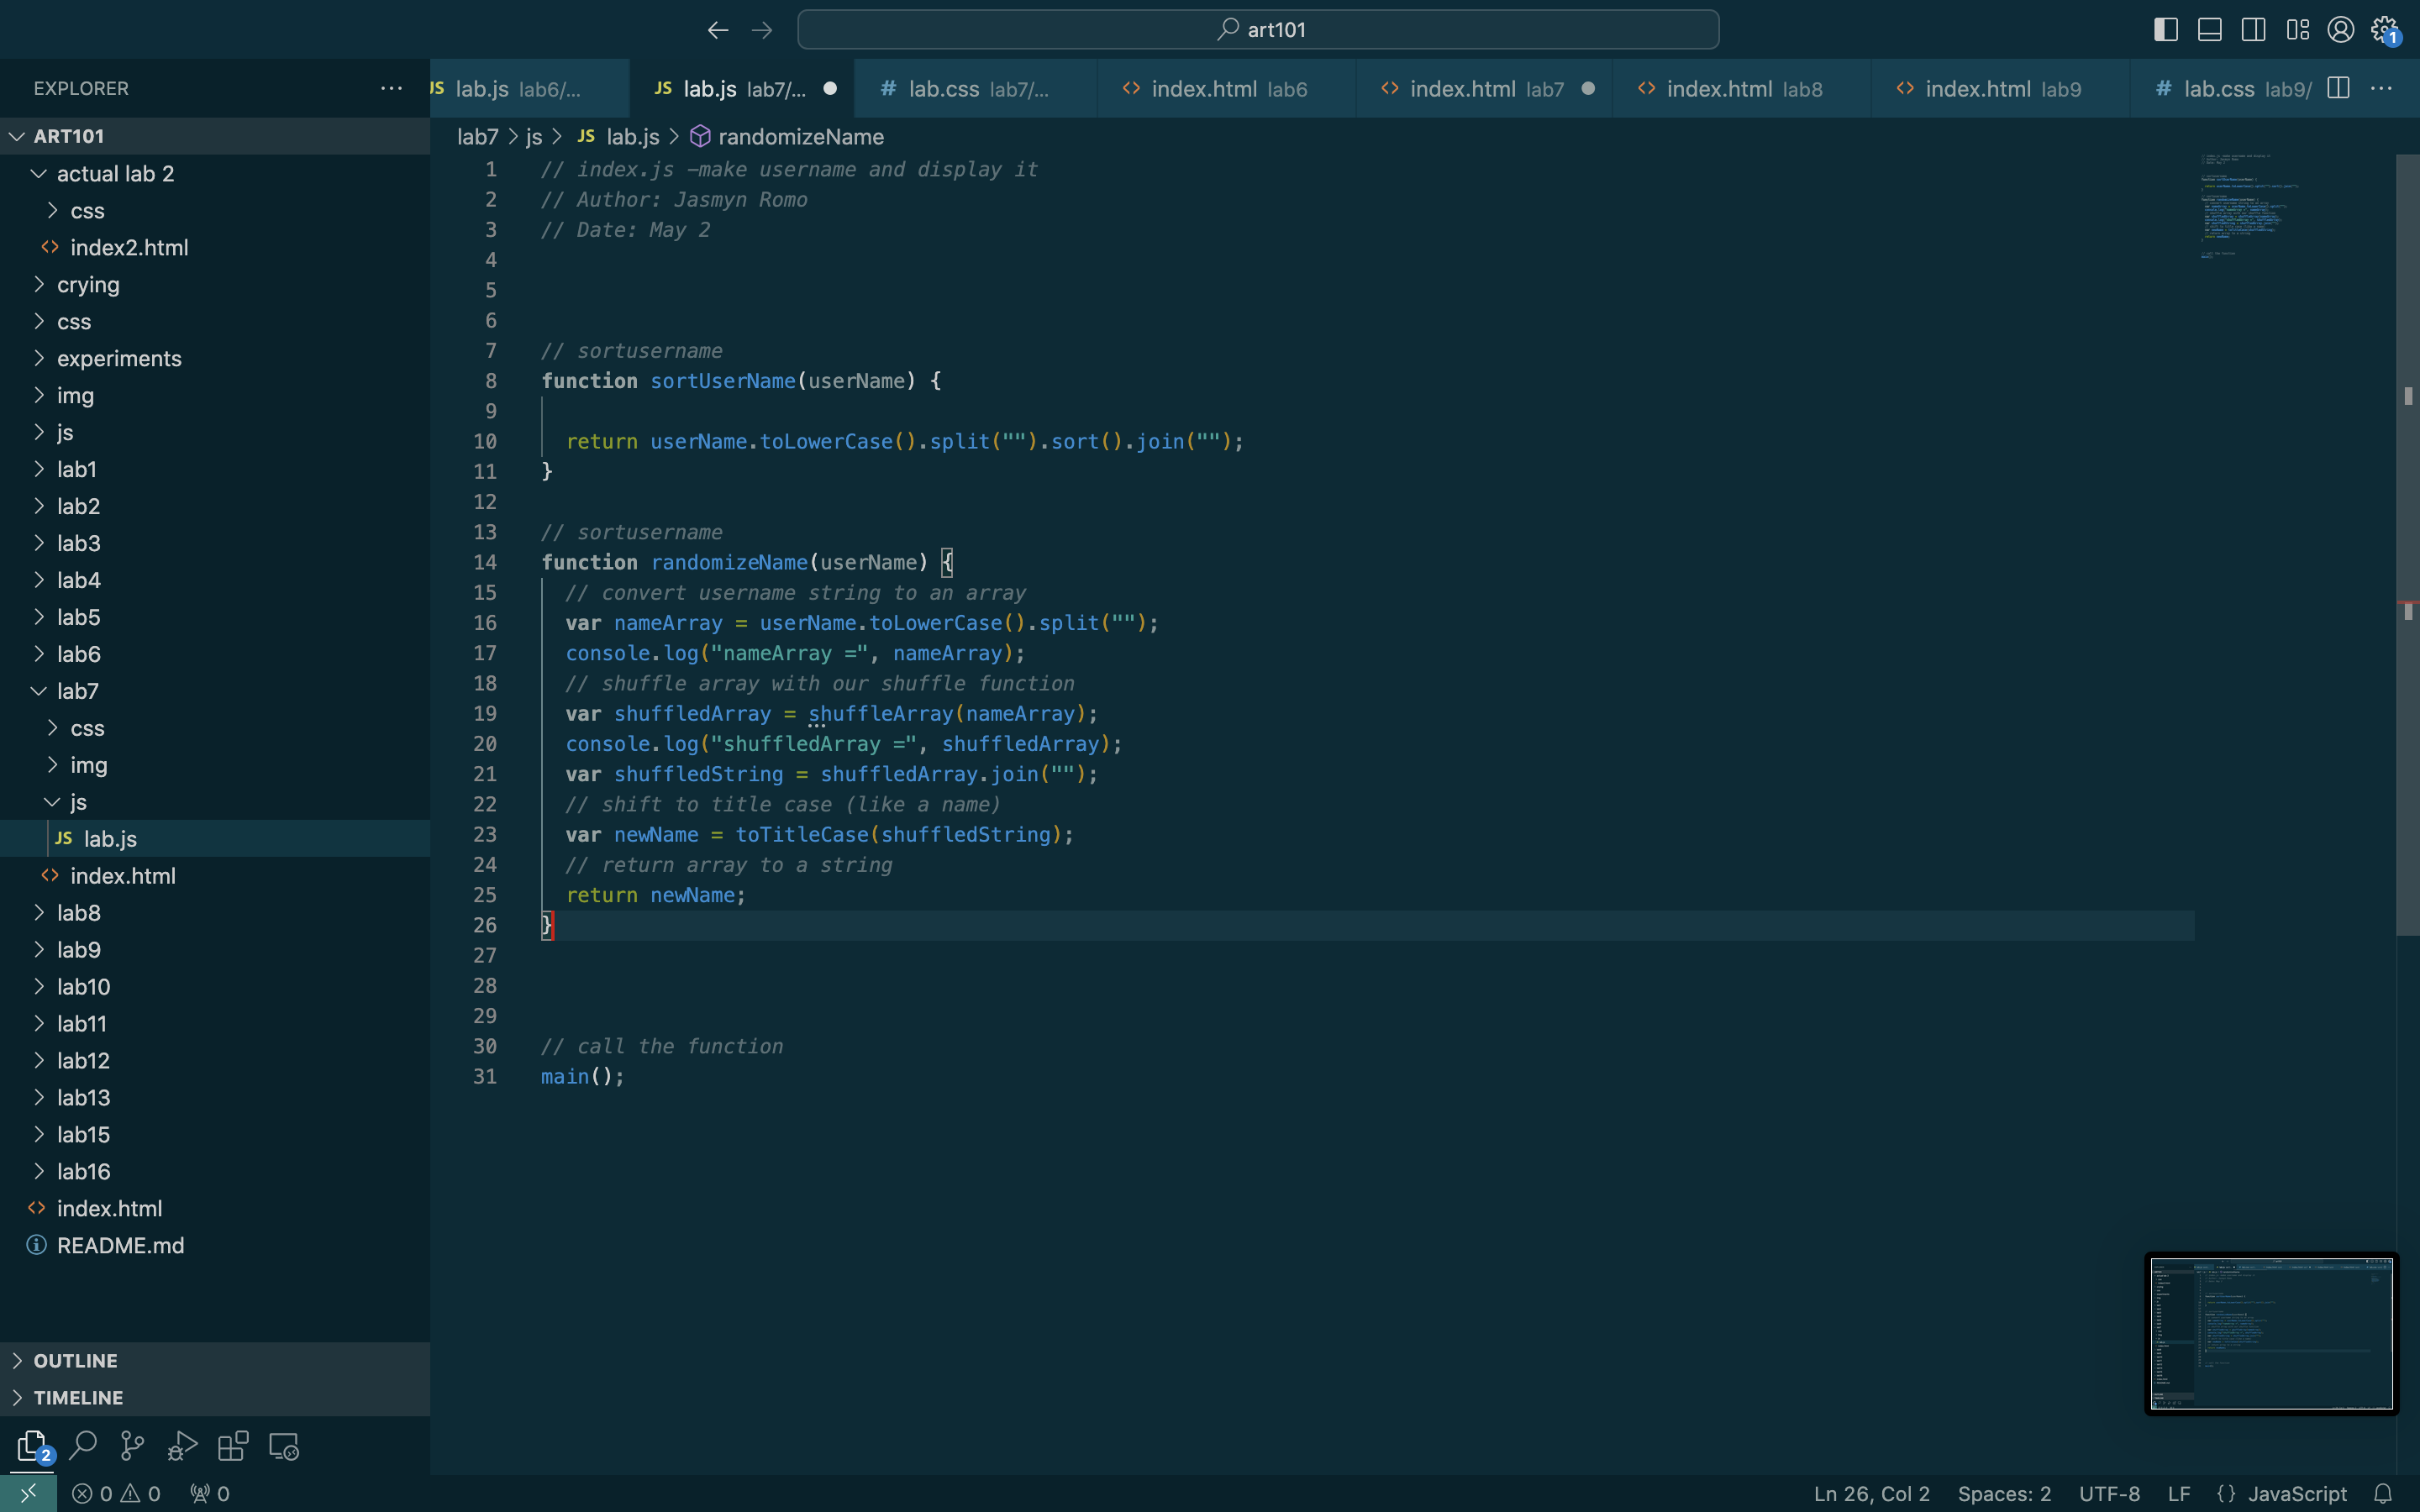 art101
1
EXPLORER
JS lab.js lab6/...
JS lab.js lab7/...
# lab.css lab7/...
<> index.html lab6
<> index.html lab7
<> index.html lab8
<> index.html lab9
# lab.css lab9/
ART101
actual lab 2
css
<> index2.html
crying
css
experiments
img
js
lab1
lab2
lab3
lab4
lab5
lab6
lab7
css
img
js
JS lab.js
<> index.html
lab8
lab9
lab10
lab11
lab12
lab13
lab15
lab16
<> index.html
README.md
OUTLINE
TIMELINE
2
lab7 > js > JS lab.js > randomizeName
1 // index.js –make username and display it
2 // Author: Jasmyn Romo
3 // Date: May 2
4
5
6
7 // sortusername
8 function sortUserName(userName) {
9
10 return userName.toLowerCase().split("").sort().join("");
11 }
12
13 // sortusername
14 function randomizeName(userName) {
15 // convert username string to an array
16 var nameArray = userName.toLowerCase().split("");
17 console.log("nameArray =", nameArray);
18 // shuffle array with our shuffle function
19 var shuffledArray = shuffleArray(nameArray);
20 console.log("shuffledArray =", shuffledArray);
21 var shuffledString = shuffledArray.join("");
22 // shift to title case (like a name)
23 var newName = toTitleCase(shuffledString);
24 // return array to a string
25 return newName;
26 }
27
28
29
30 // call the function
31 main();
0 0 0
Ln 26, Col 2 Spaces: 2 UTF-8 LF {} JavaScript